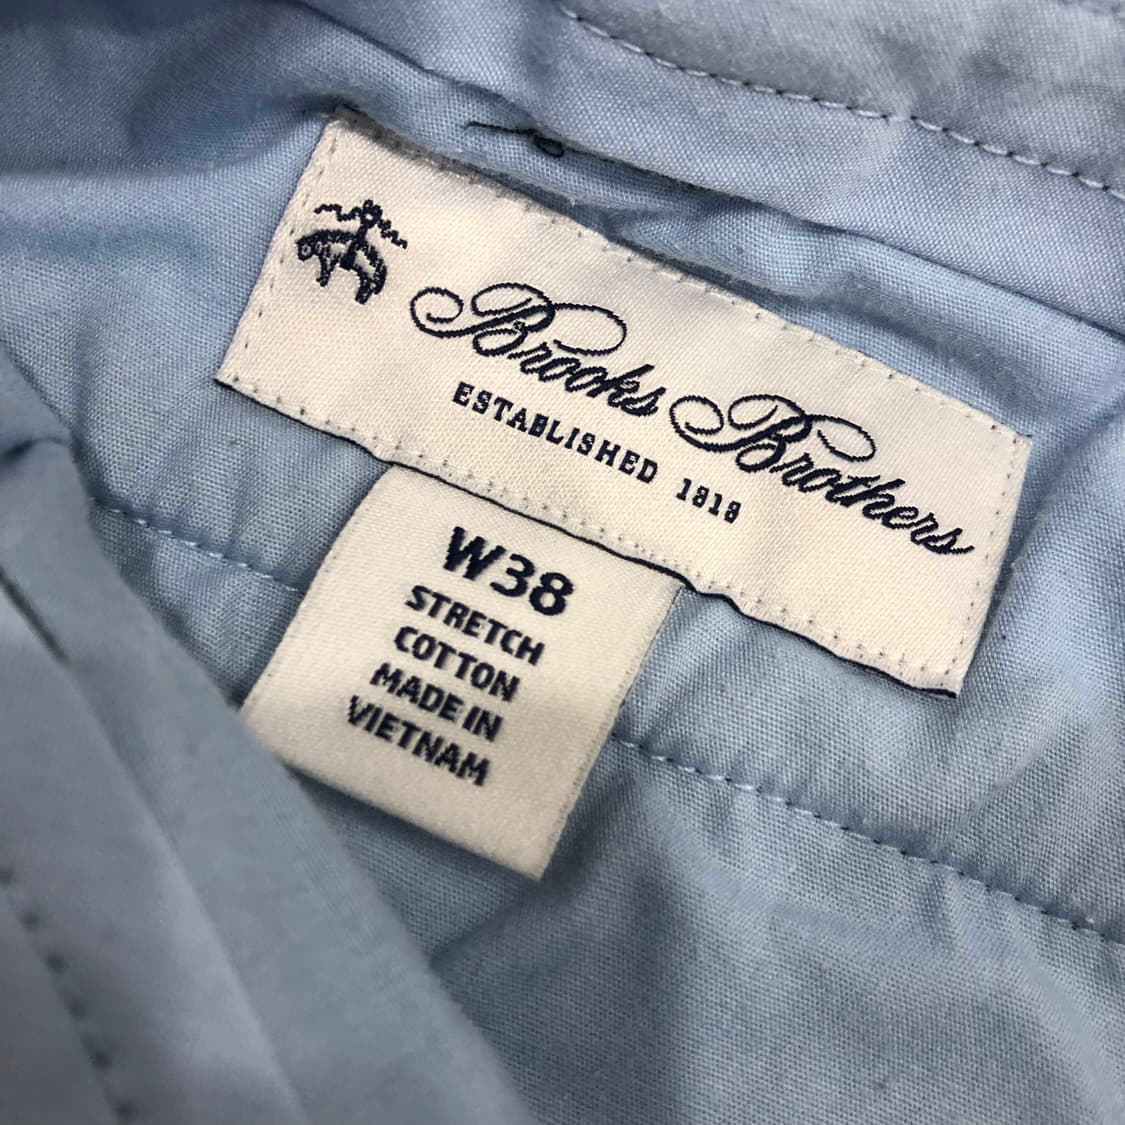 Brooks Brothers
ESTABLISHED 1818
W38
STRETCH
COTTON
MADE IN
VIETNAM